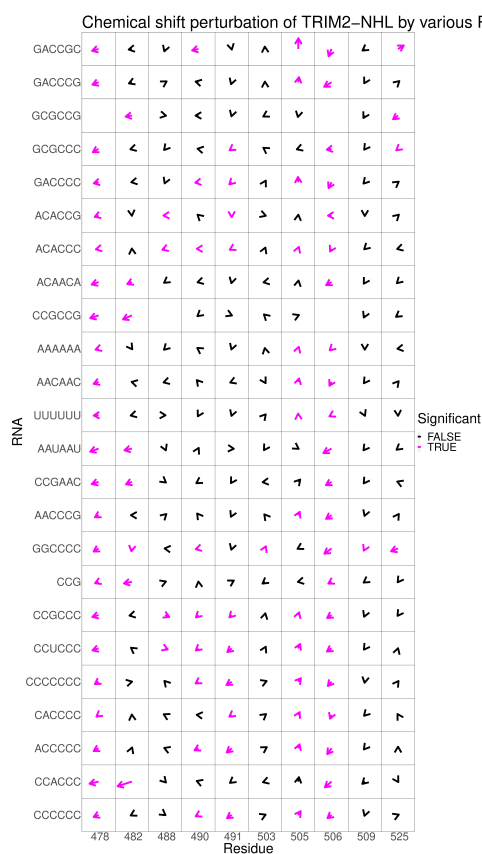 Chemical shift perturbation of TRIM2−NHL by various
GACCGC
GACCCG
GCGCCG
GCGCCC
GACCCC
ACACCG
ACACCC
ACAACA
CCGCCG
AAAAAA
AACAAC
UUUUUU
AAUAAU
CCGAAC
AACCCG
GGCCCC
CCG
CCGCCC
CCUCCC
CCCCCCC
CACCCC
ACCCCC
CCACCC
CCCCCC
RNA
478 482 488 490 491 503 505 506 509 525
Residue
Significant
FALSE
TRUE